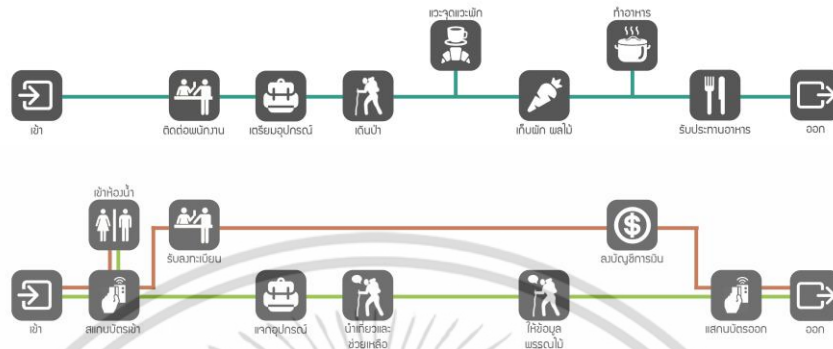 แวะจุดแวะพัก
ทำอาหาร
เข้า
ติดต่อพนักงาน
เตรียมอุปกรณ์
เดินป่า
เก็บผัก ผลไม้
รับประทานอาหาร
ออก
เข้าห้องน้ำ
รับลงทะเบียน
ลงบัญชีการเงิน
เข้า
สแกนบัตรเข้า
แจกอุปกรณ์
นำเที่ยวและ
ช่วยเหลือ
ให้ข้อมูล
พรรณไม้
แสกนบัตรออก
ออก